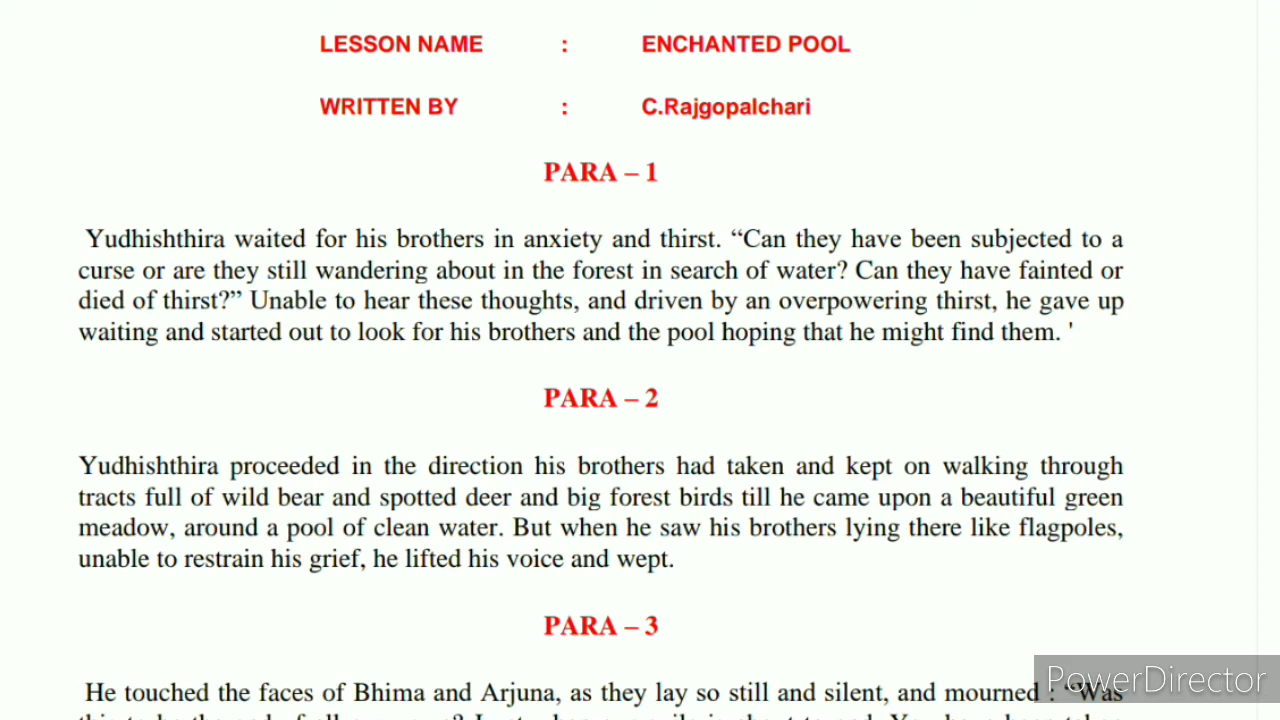 LESSON NAME : ENCHANTED POOL
WRITTEN BY : C.Rajgopalchari
PARA – 1
Yudhishthira waited for his brothers in anxiety and thirst. “Can they have been subjected to a
curse or are they still wandering about in the forest in search of water? Can they have fainted or
died of thirst?” Unable to hear these thoughts, and driven by an overpowering thirst, he gave up
waiting and started out to look for his brothers and the pool hoping that he might find them. '
PARA – 2
Yudhishthira proceeded in the direction his brothers had taken and kept on walking through
tracts full of wild bear and spotted deer and big forest birds till he came upon a beautiful green
meadow, around a pool of clean water. But when he saw his brothers lying there like flagpoles,
unable to restrain his grief, he lifted his voice and wept.
PARA – 3
He touched the faces of Bhima and Arjuna, as they lay so still and silent, and mourned : “Was
PowerDirector